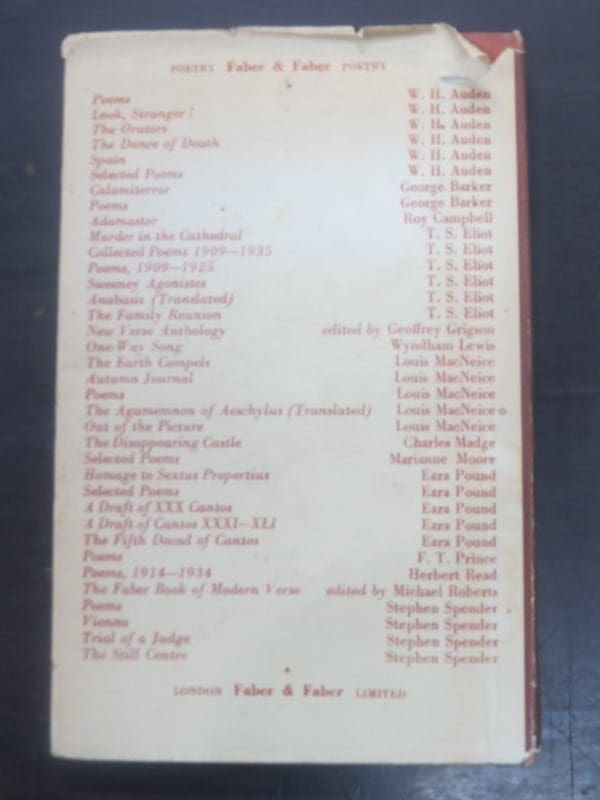 POETRY Faber & Faber POETRY
Poems W. H. Auden
Look, Stranger! W. H. Auden
The Orators W. H. Auden
The Dance of Death W. H. Auden
Spain W. H. Auden
Selected Poems W. H. Auden
Calamiterror George Barker
Poems George Barker
Adamastor Roy Campbell
Murder in the Cathedral T. S. Eliot
Collected Poems 1909—1935 T. S. Eliot
Poems, 1909—1925 T. S. Eliot
Sweeney Agonistes T. S. Eliot
Anabasis (Translated) T. S. Eliot
The Family Reunion T. S. Eliot
New Verse Anthology edited by Geoffrey Grigson
One-Way Song Wyndham Lewis
The Earth Compels Louis MacNeice
Autumn Journal Louis MacNeice
Poems Louis MacNeice
The Agamemnon of Aeschylus (Translated) Louis MacNeice
Out of the Picture Louis MacNeice
The Disappearing Castle Charles Madge
Selected Poems Marianne Moore
Homage to Sextus Propertius Ezra Pound
Selected Poems Ezra Pound
A Draft of XXX Cantos Ezra Pound
A Draft of Cantos XXXI—XLI Ezra Pound
The Fifth Decad of Cantos Ezra Pound
Poems F. T. Prince
Poems, 1914—1934 Herbert Read
The Faber Book of Modern Verse edited by Michael Roberts
Poems Stephen Spender
Vienna Stephen Spender
Trial of a Judge Stephen Spender
The Still Centre Stephen Spender
LONDON Faber & Faber LIMITED